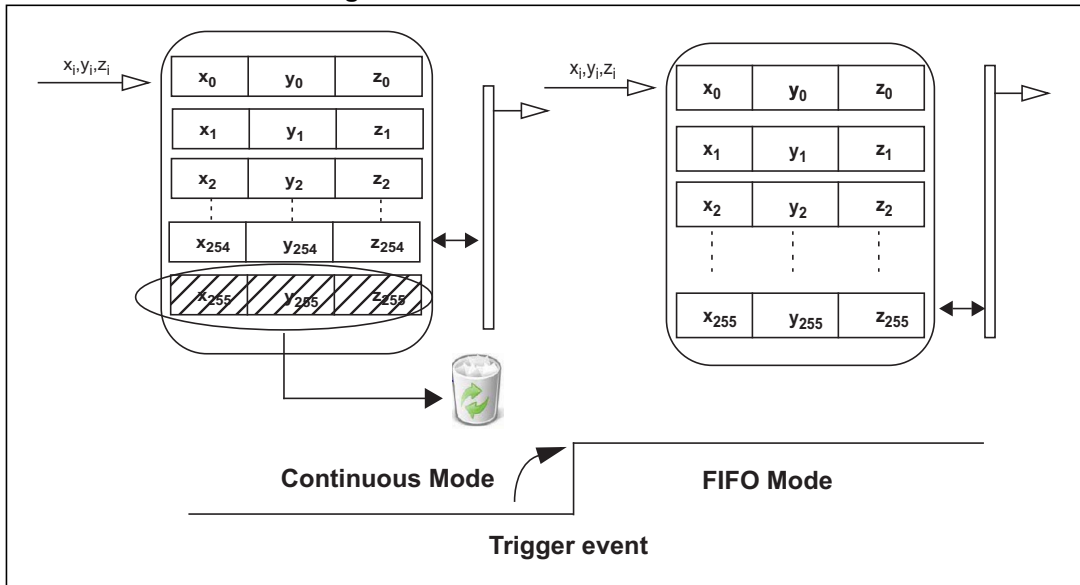 xi,yi,zi
x0 y0 z0
x1 y1 z1
x2 y2 z2
x254 y254 z254
x255 y255 z255
xi,yi,zi
x0 y0 z0
x1 y1 z1
x2 y2 z2
x255 y255 z255
Continuous Mode
FIFO Mode
Trigger event